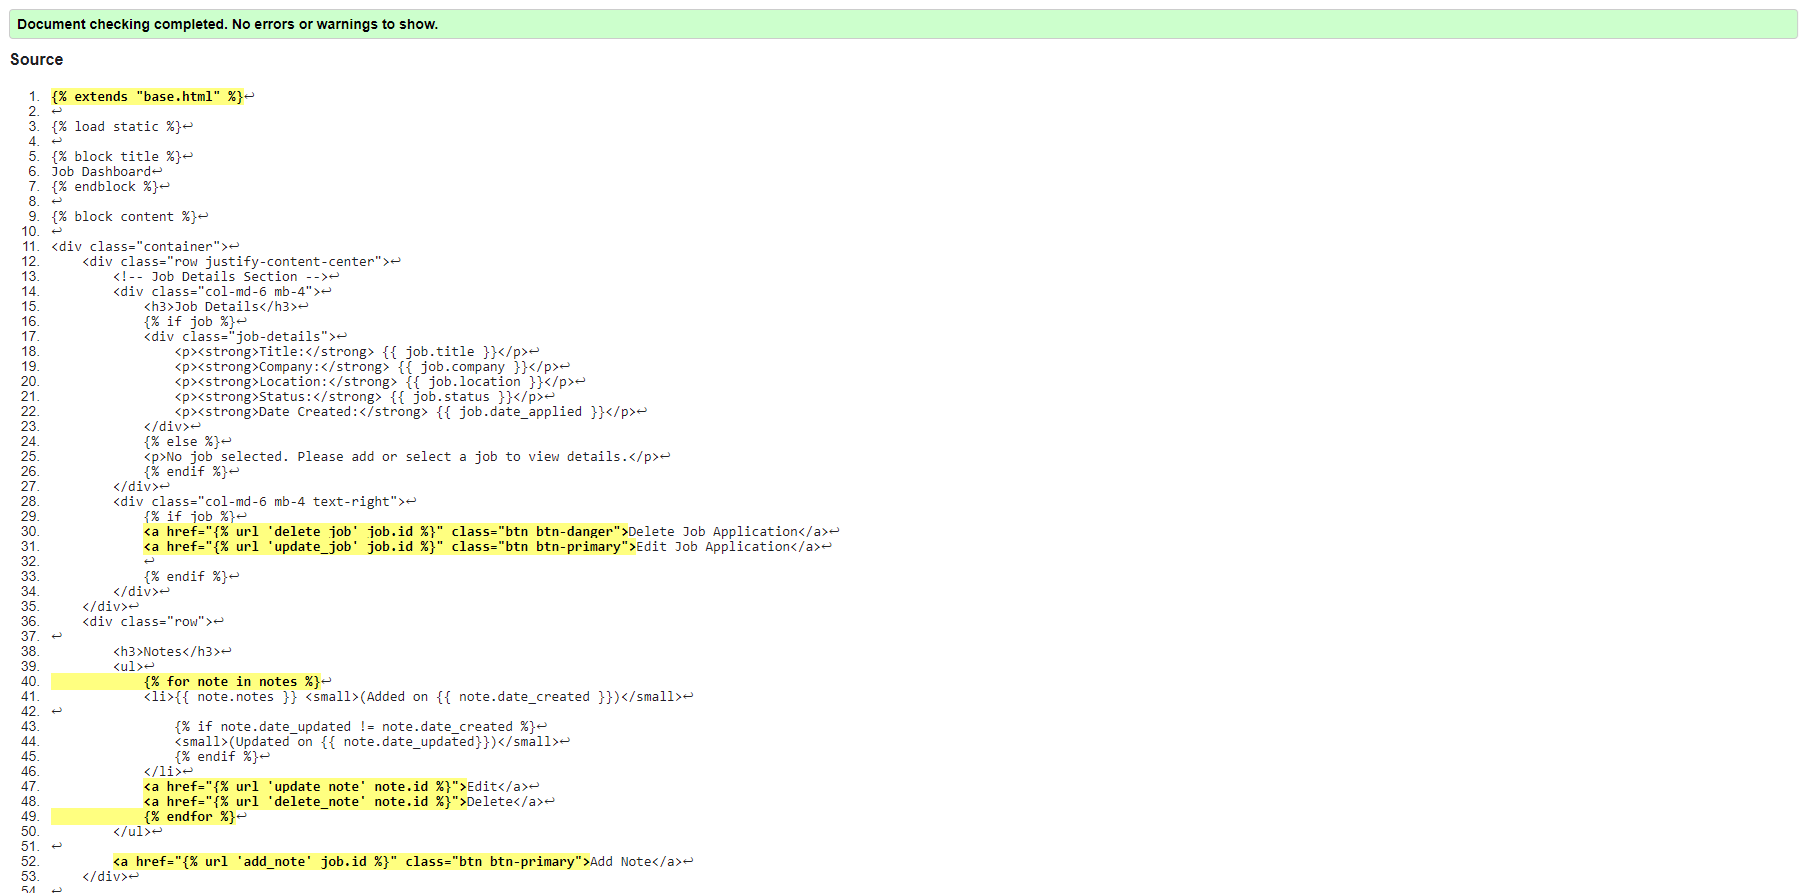 Document checking completed. No errors or warnings to show.
Source
1. {% extends "base.html" %}↩
2. ↩
3. {% load static %}↩
4. ↩
5. {% block title %}↩
6. Job Dashboard↩
7. {% endblock %}↩
8. ↩
9. {% block content %}↩
10. ↩
11. <div class="container">↩
12.     <div class="row justify-content-center">↩
13.         <!-- Job Details Section -->↩
14.         <div class="col-md-6 mb-4">↩
15.             <h3>Job Details</h3>↩
16.             {% if job %}↩
17.             <div class="job-details">↩
18.                 <p><strong>Title:</strong> {{ job.title }}</p>↩
19.                 <p><strong>Company:</strong> {{ job.company }}</p>↩
20.                 <p><strong>Location:</strong> {{ job.location }}</p>↩
21.                 <p><strong>Status:</strong> {{ job.status }}</p>↩
22.                 <p><strong>Date Created:</strong> {{ job.date_applied }}</p>↩
23.             </div>↩
24.             {% else %}↩
25.             <p>No job selected. Please add or select a job to view details.</p>↩
26.             {% endif %}↩
27.         </div>↩
28.         <div class="col-md-6 mb-4 text-right">↩
29.             {% if job %}↩
30.             <a href="{% url 'delete_job' job.id %}" class="btn btn-danger">Delete Job Application</a>↩
31.             <a href="{% url 'update_job' job.id %}" class="btn btn-primary">Edit Job Application</a>↩
32.             ↩
33.             {% endif %}↩
34.         </div>↩
35.     </div>↩
36.     <div class="row">↩
37. ↩
38.         <h3>Notes</h3>↩
39.         <ul>↩
40.             {% for note in notes %}↩
41.             <li>{{ note.notes }} <small>(Added on {{ note.date_created }})</small>↩
42. ↩
43.                 {% if note.date_updated != note.date_created %}↩
44.                 <small>(Updated on {{ note.date_updated}})</small>↩
45.                 {% endif %}↩
46.             </li>↩
47.             <a href="{% url 'update_note' note.id %}">Edit</a>↩
48.             <a href="{% url 'delete_note' note.id %}">Delete</a>↩
49.             {% endfor %}↩
50.         </ul>↩
51. ↩
52.         <a href="{% url 'add_note' job.id %}" class="btn btn-primary">Add Note</a>↩
53.     </div>↩
54. ↩